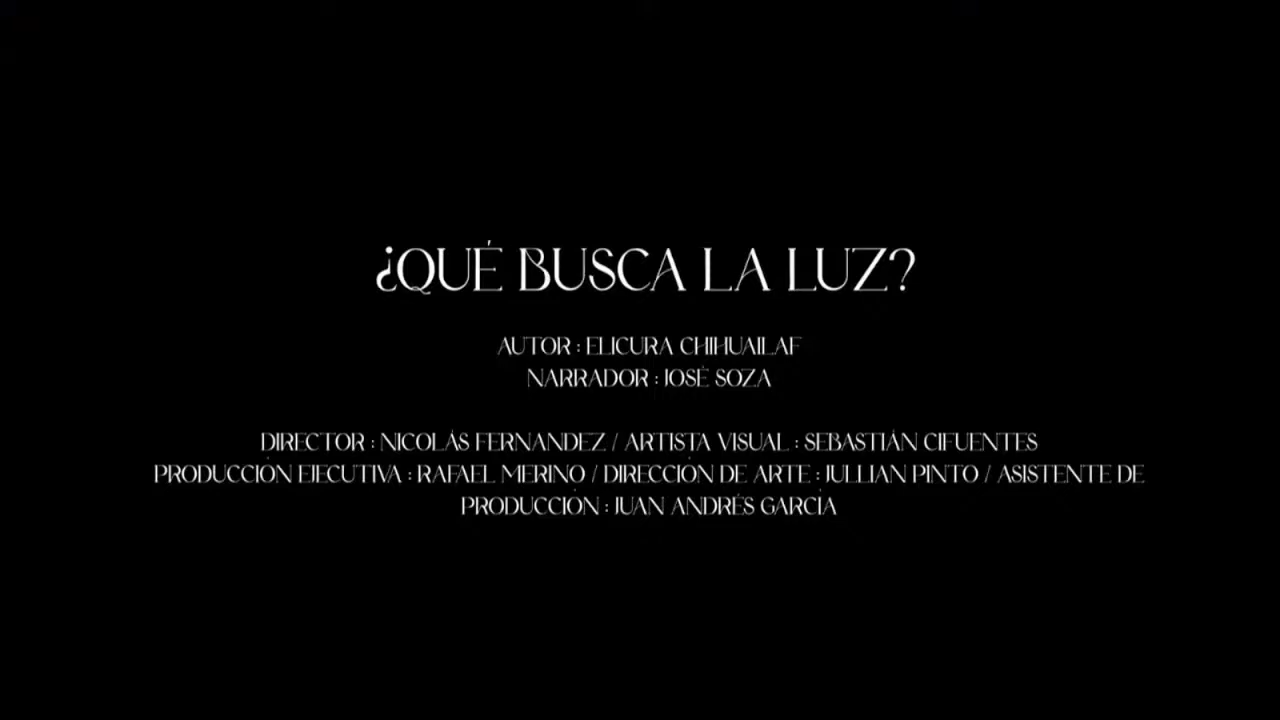 ¿QUÉ BUSCA LA LUZ?
AUTOR : ELICURA CHIHUAILAF
NARRADOR : JOSÉ SOZA
DIRECTOR : NICOLÁS FERNANDEZ / ARTISTA VISUAL : SEBASTIÁN CIFUENTES
PRODUCCIÓN EJECUTIVA : RAFAEL MERINO / DIRECCIÓN DE ARTE : JULLIAN PINTO / ASISTENTE DE
PRODUCCIÓN : JUAN ANDRÉS GARCÍA